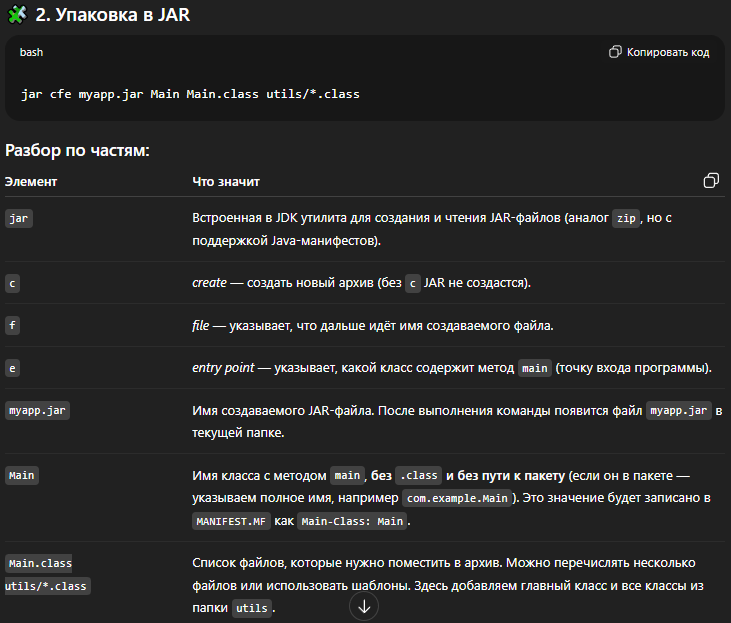 2. Упаковка в JAR
bash
Копировать код
jar cfe myapp.jar Main Main.class utils/*.class
Разбор по частям:
Элемент
Что значит
jar
Встроенная в JDK утилита для создания и чтения JAR-файлов (аналог zip, но с
поддержкой Java-манифестов).
c
create — создать новый архив (без c JAR не создастся).
f
file — указывает, что дальше идёт имя создаваемого файла.
e
entry point — указывает, какой класс содержит метод main (точку входа программы).
myapp.jar
Имя создаваемого JAR-файла. После выполнения команды появится файл myapp.jar в
текущей папке.
Main
Имя класса с методом main, без .class и без пути к пакету (если он в пакете —
указываем полное имя, например com.example.Main). Это значение будет записано в
MANIFEST.MF как Main-Class: Main.
Main.class
utils/*.class
Список файлов, которые нужно поместить в архив. Можно перечислять несколько
файлов или использовать шаблоны. Здесь добавляем главный класс и все классы из
папки utils.